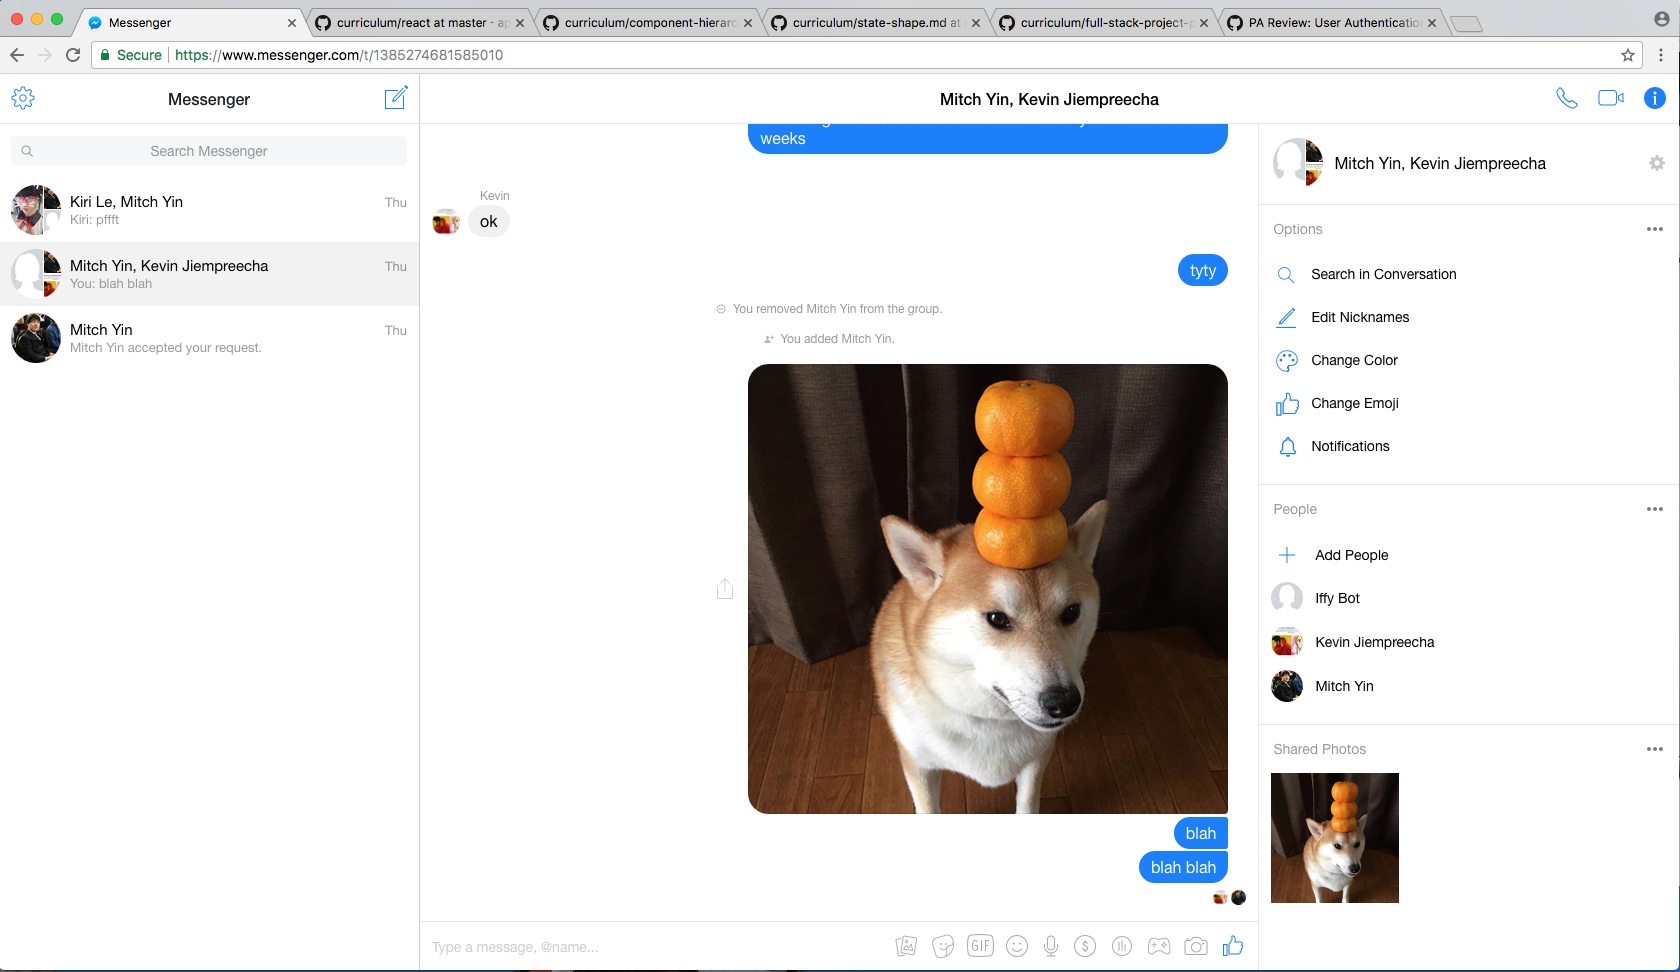 Messenger
curriculum/react at master · ap
curriculum/component-hierarc
curriculum/state-shape.md at
curriculum/full-stack-project-p
PA Review: User Authentication
Secure
https://www.messenger.com/t/1385274681585010
Messenger
Mitch Yin, Kevin Jiempreecha
Search Messenger
Kiri Le, Mitch Yin
Thu
Kiri: pffft
Mitch Yin, Kevin Jiempreecha
Thu
You: blah blah
Mitch Yin
Thu
Mitch Yin accepted your request.
weeks
Kevin
ok
tyty
You removed Mitch Yin from the group.
You added Mitch Yin.
blah
blah blah
Type a message, @name...
GIF
$
Mitch Yin, Kevin Jiempreecha
Options
Search in Conversation
Edit Nicknames
Change Color
Change Emoji
Notifications
People
Add People
Iffy Bot
Kevin Jiempreecha
Mitch Yin
Shared Photos